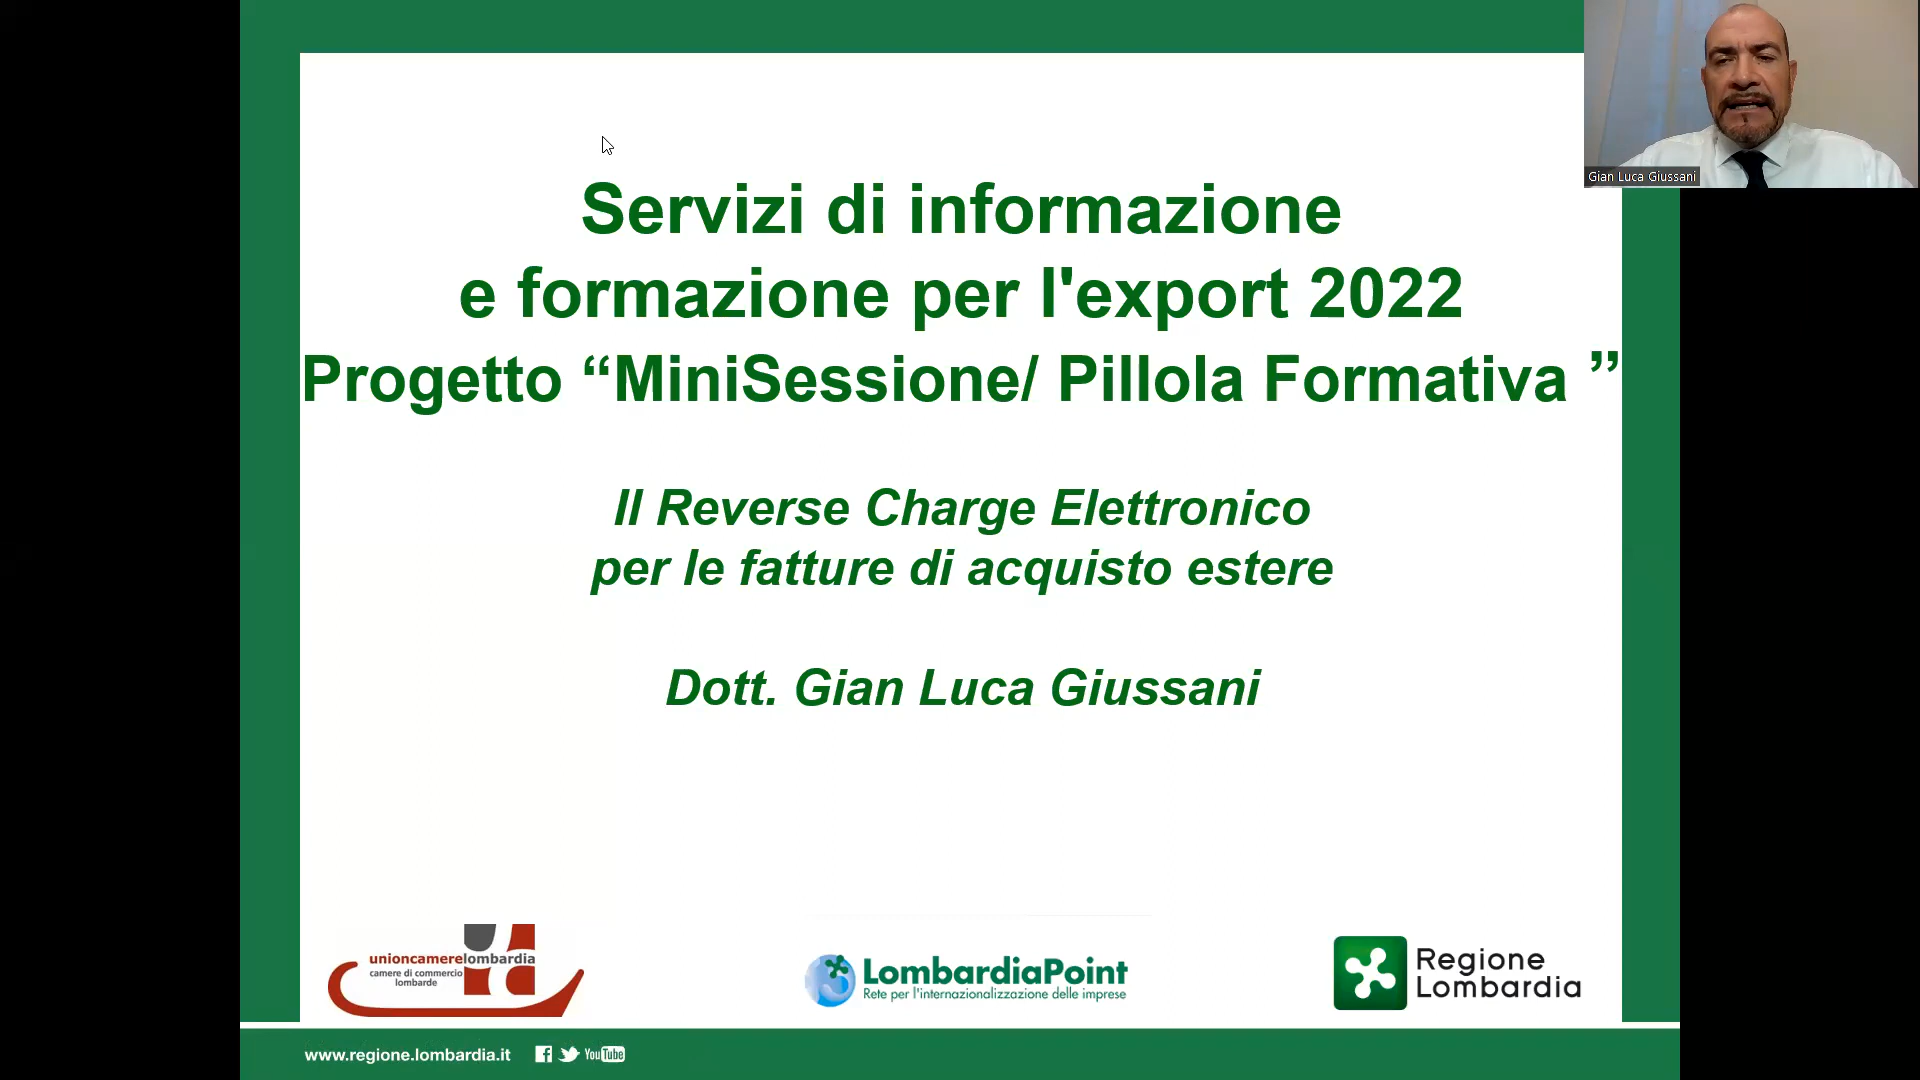 Gian Luca Giussani
Servizi di informazione
e formazione per l'export 2022
Progetto “MiniSessione/ Pillola Formativa ”
Il Reverse Charge Elettronico
per le fatture di acquisto estere
Dott. Gian Luca Giussani
unioncamerelombardia
camere di commercio
lombarde
LombardiaPoint
Rete per l'internazionalizzazione delle imprese
Regione
Lombardia
www.regione.lombardia.it
YouTube